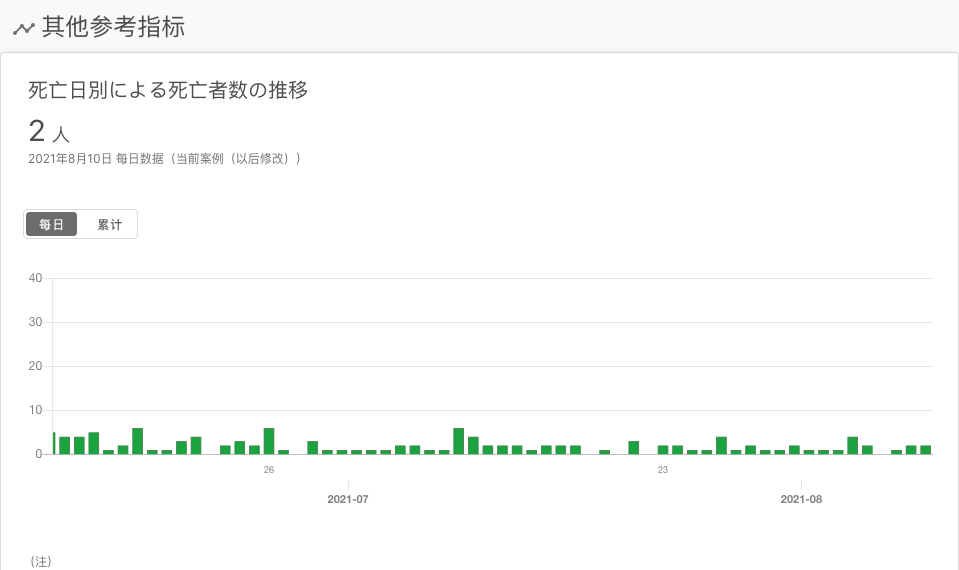 其他参考指标
死亡日別による死亡者数の推移
2 人
2021年8月10日 每日数据（当前案例（以后修改））
每日 累计
40
30
20
10
0
26 23
2021-07 2021-08
（注）